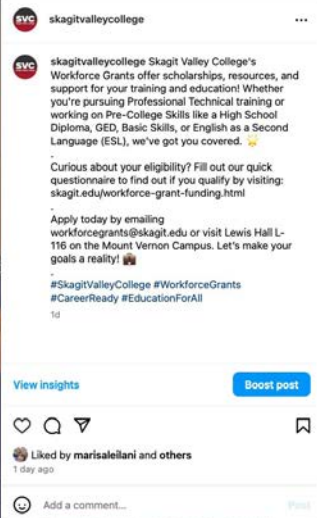 SVC
skagitvalleycollege
...
SVC
skagitvalleycollege Skagit Valley College's
Workforce Grants offer scholarships, resources, and
support for your training and education! Whether
you're pursuing Professional Technical training or
working on Pre-College Skills like a High School
Diploma, GED, Basic Skills, or English as a Second
Language (ESL), we've got you covered. 🌟
.
Curious about your eligibility? Fill out our quick
questionnaire to find out if you qualify by visiting:
skagit.edu/workforce-grant-funding.html
.
Apply today by emailing
workforcegrants@skagit.edu or visit Lewis Hall L-
116 on the Mount Vernon Campus. Let's make your
goals a reality!
.
#SkagitValleyCollege #WorkforceGrants
#CareerReady #EducationForAll
1d
View insights
Boost post
Liked by marisaleilani and others
1 day ago
Add a comment...
Post